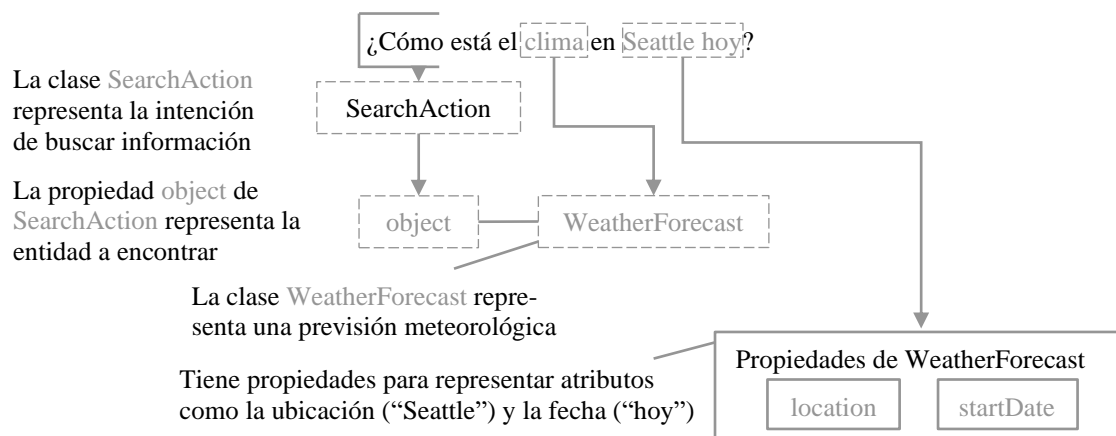 ¿Cómo está el clima en Seattle hoy?
La clase SearchAction
representa la intención
de buscar información
SearchAction
La propiedad object de
SearchAction representa la
entidad a encontrar
object
WeatherForecast
La clase WeatherForecast repre-
senta una previsión meteorológica
Tiene propiedades para representar atributos
como la ubicación (“Seattle”) y la fecha (“hoy”)
Propiedades de WeatherForecast
location
startDate